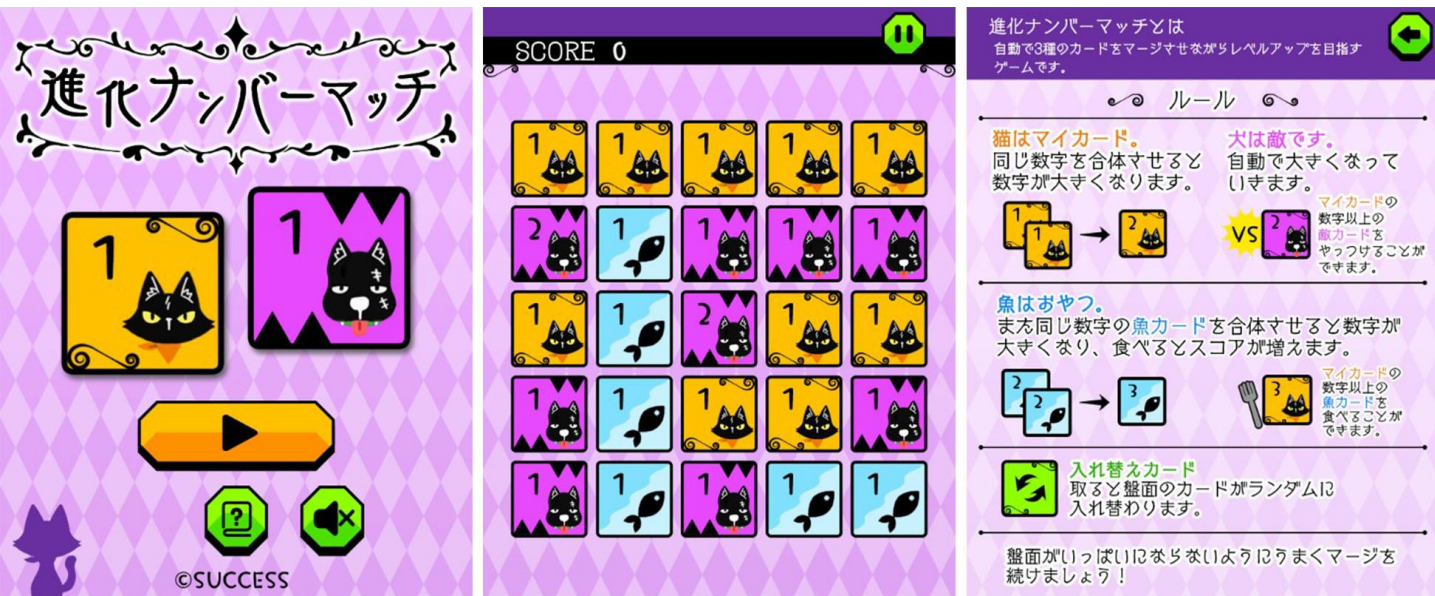 進化ナンバーマッチ
1
1
?
©SUCCESS
SCORE 0
1 1 1 1 1
2 1 1 1 1
1 1 2 1 1
1 1 1 1 1
1 1 1 1 1
進化ナンバーマッチとは
自動で3種のカードをマージさせながらレベルアップを目指す
ゲームです。
ルール
猫はマイカード。
同じ数字を合体させると
数字が大きくなります。
1 1 2
犬は敵です。
自動で大きくなって
いきます。
VS 2
マイカードの
数字以上の
敵カードを
やっつけることが
できます。
魚はおやつ。
また同じ数字の魚カードを合体させると数字が
大きくなり、食べるとスコアが増えます。
2 2 3
3
マイカードの
数字以上の
魚カードを
食べることが
できます。
入れ替えカード
取ると盤面のカードがランダムに
入れ替わります。
盤面がいっぱいにならないようにうまくマージを
続けましょう！